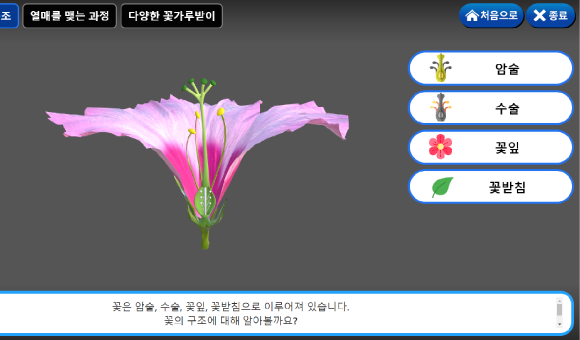 조
열매를 맺는 과정
다양한 꽃가루받이
처음으로
종료
암술
수술
꽃잎
꽃받침
꽃은 암술, 수술, 꽃잎, 꽃받침으로 이루어져 있습니다.
꽃의 구조에 대해 알아볼까요?